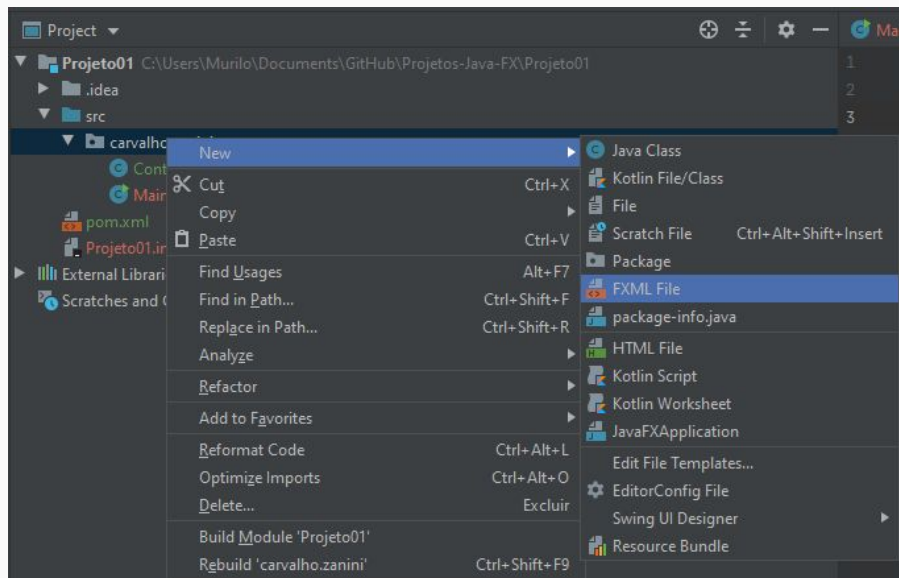 Project
Ma
Projeto01 C:\Users\Murilo\Documents\GitHub\Projetos-Java-FX\Projeto01
1
.idea
2
src
3
carvalho
Cont
Main
pom.xml
Projeto01.im
External Librari
Scratches and
New
Cut Ctrl+X
Copy
Paste Ctrl+V
Find Usages Alt+F7
Find in Path... Ctrl+Shift+F
Replace in Path... Ctrl+Shift+R
Analyze
Refactor
Add to Favorites
Reformat Code Ctrl+Alt+L
Optimize Imports Ctrl+Alt+O
Delete... Excluir
Build Module 'Projeto01'
Rebuild 'carvalho.zanini' Ctrl+Shift+F9
Java Class
Kotlin File/Class
File
Scratch File Ctrl+Alt+Shift+Insert
Package
FXML File
package-info.java
HTML File
Kotlin Script
Kotlin Worksheet
JavaFXApplication
Edit File Templates...
EditorConfig File
Swing UI Designer
Resource Bundle